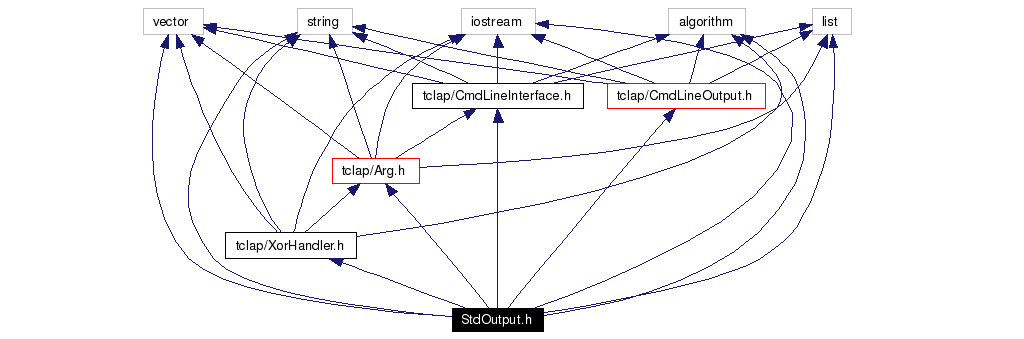 vector
string
iostream
algorithm
list
tclap/CmdLineInterface.h
tclap/CmdLineOutput.h
tclap/Arg.h
tclap/XorHandler.h
StdOutput.h